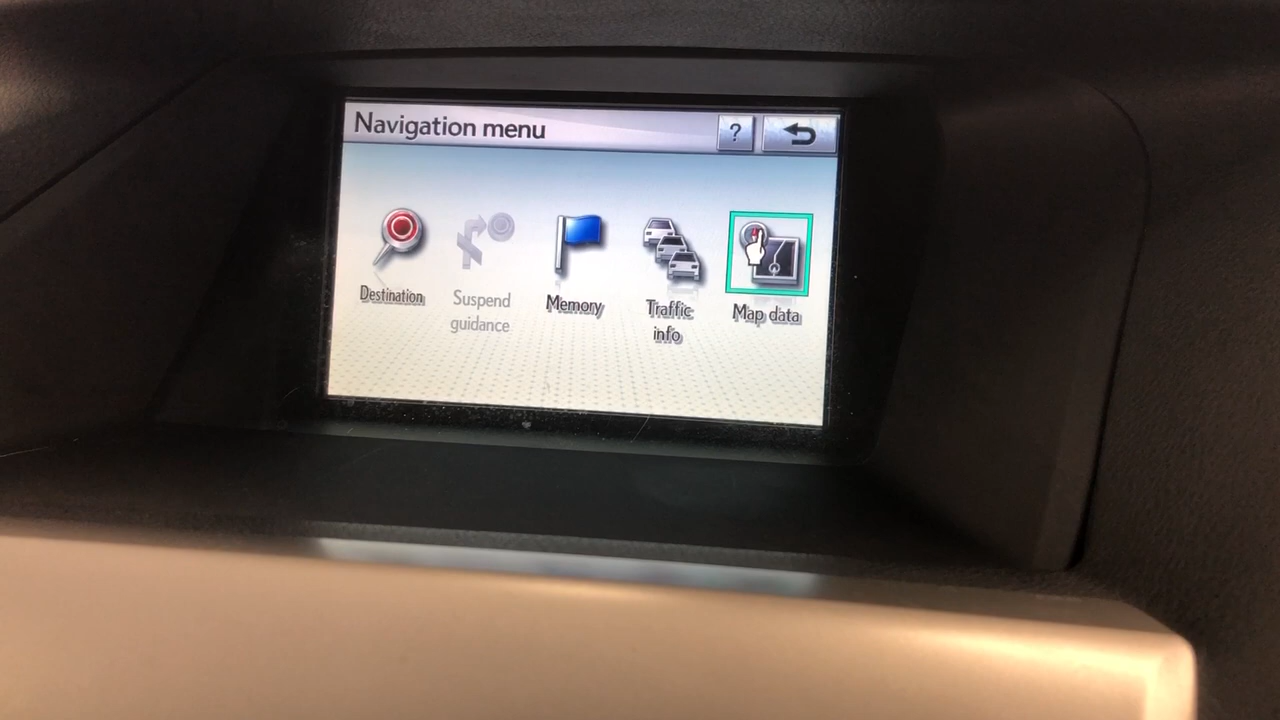 Navigation menu
?
Destination
Suspend
guidance
Memory
Traffic
info
Map data